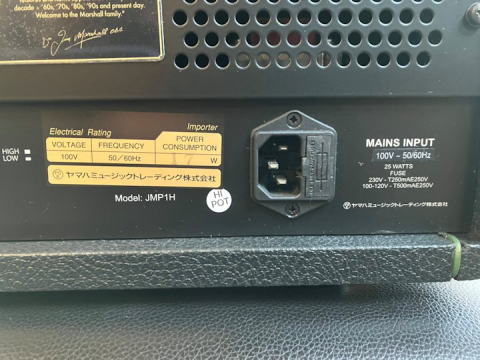 decade's '60s, '70s, '80s, '90s and present day.
Welcome to the Marshall family."
HIGH
LOW
Electrical Rating
Importer
VOLTAGE
FREQUENCY
POWER CONSUMPTION
100V
50/60Hz
W
ヤマハミュージックトレーディング株式会社
Model: JMP1H
HI POT
MAINS INPUT
100V ~ 50/60Hz
25 WATTS
FUSE
230V - T250mAE250V
100-120V - T500mAE250V
ヤマハミュージックトレーディング株式会社